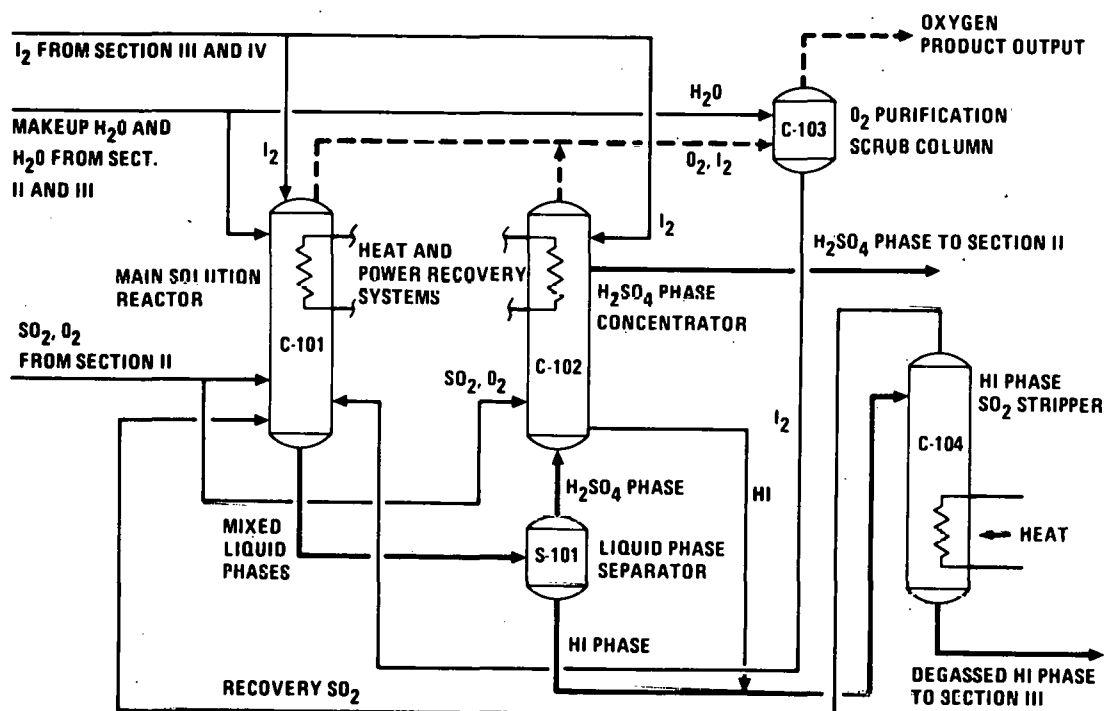 OXYGEN
PRODUCT OUTPUT
I2 FROM SECTION III AND IV
H2O
MAKEUP H2O AND
H2O FROM SECT.
II AND III
I2
C-103
O2 PURIFICATION
SCRUB COLUMN
O2, I2
I2
HEAT AND
POWER RECOVERY
SYSTEMS
MAIN SOLUTION
REACTOR
H2SO4 PHASE TO SECTION II
H2SO4 PHASE
CONCENTRATOR
SO2, O2
FROM SECTION II
C-101
C-102
SO2, O2
HI PHASE
SO2 STRIPPER
I2
C-104
H2SO4 PHASE
HI
MIXED
LIQUID
PHASES
S-101
LIQUID PHASE
SEPARATOR
HEAT
HI PHASE
RECOVERY SO2
DEGASSED HI PHASE
TO SECTION III